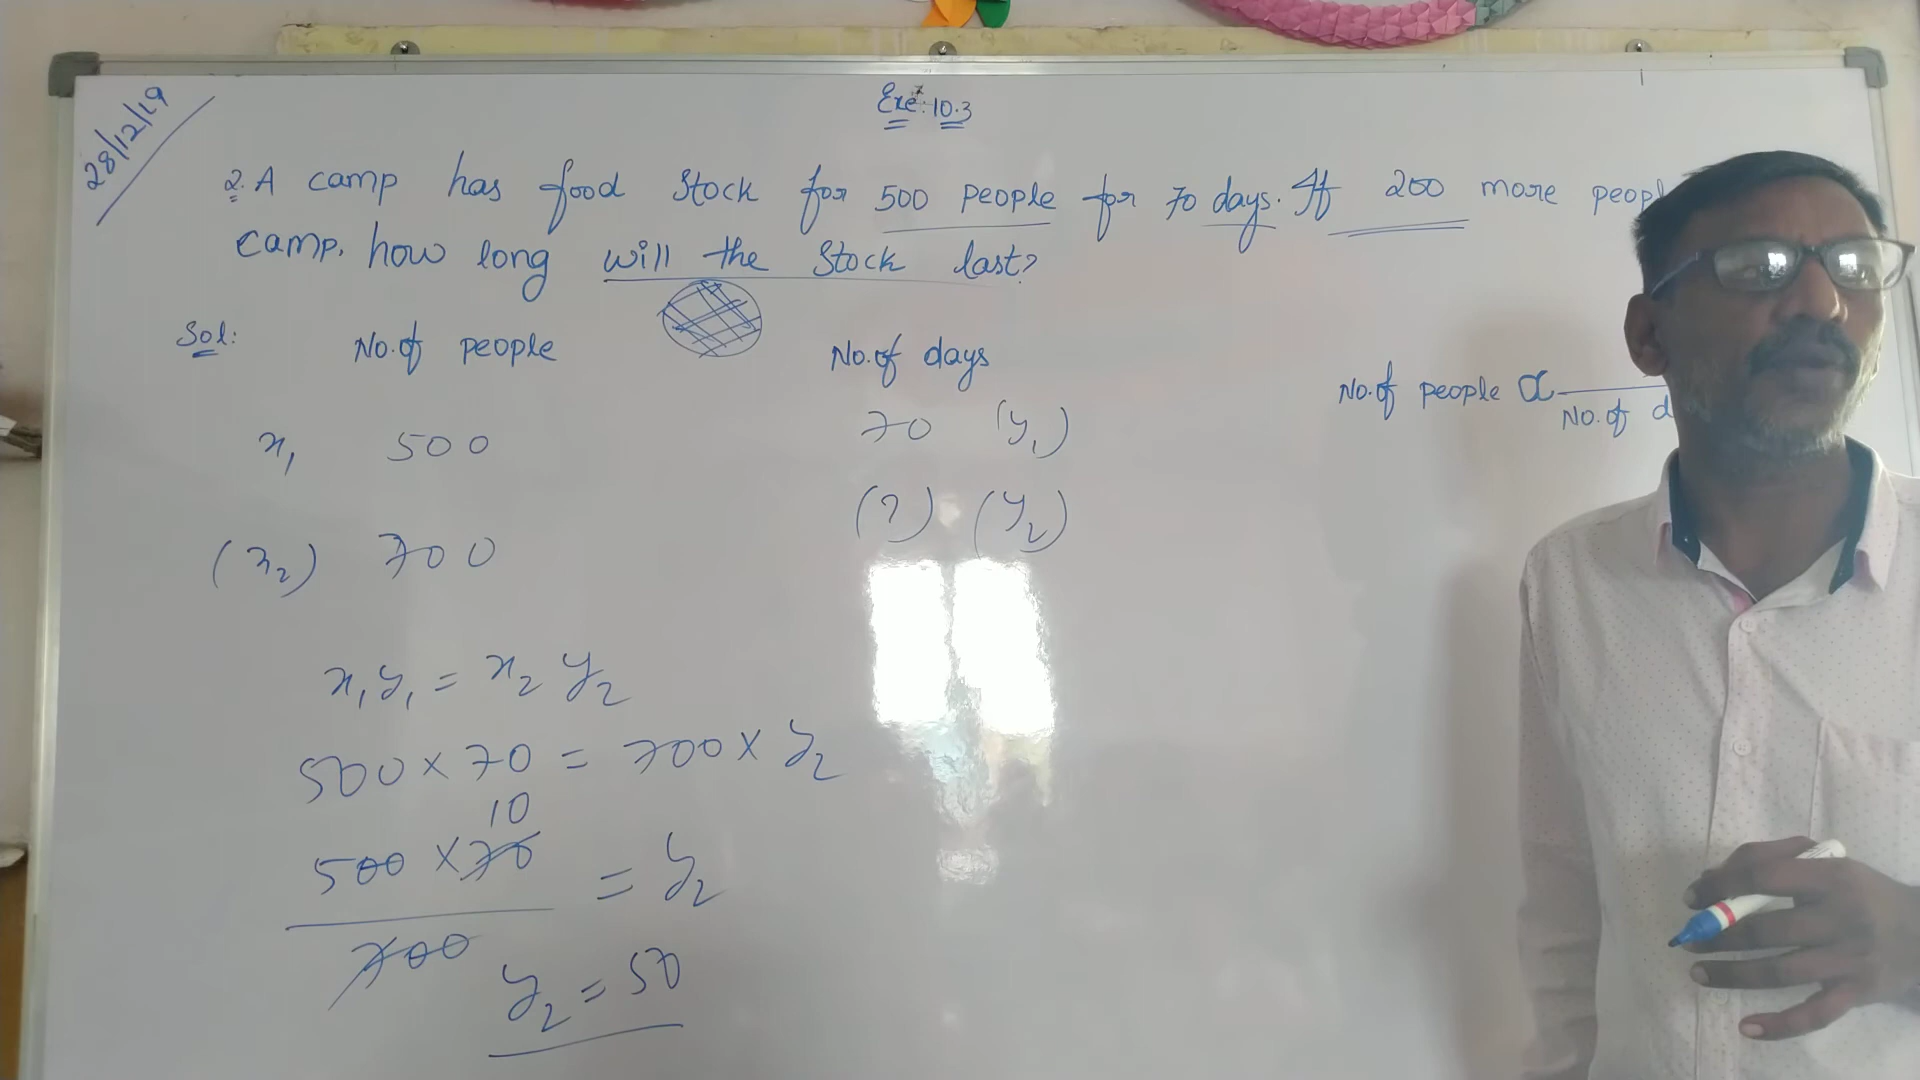 28/12/19
Exe: 10.3
2. A camp has food stock for 500 people for 70 days. If 200 more
camp. how long will the stock last?
Sol: No.of people No.of days
x₁ 500 70 (y₁)
(x₂) 700 (?) (y₂)
No.of people ∝
No.of
x₁y₁ = x₂ y₂
500 × 70 = 700 × y₂
10
500 × 70 = y₂
700
y₂ = 50